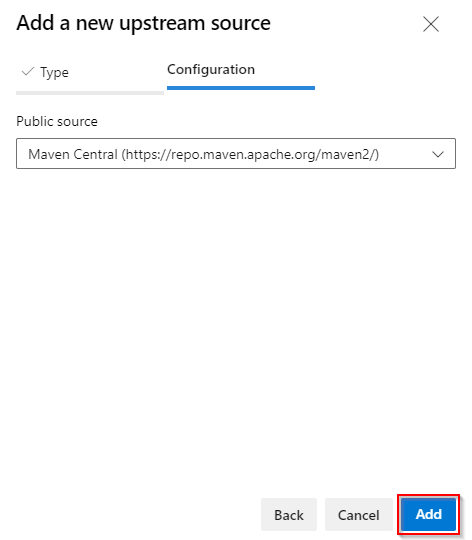 Add a new upstream source
Type
Configuration
Public source
Maven Central (https://repo.maven.apache.org/maven2/)
Back
Cancel
Add